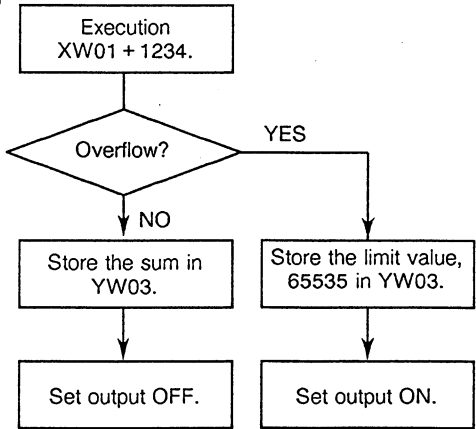 Execution
XW01 + 1234.
Overflow?
YES
NO
Store the sum in
YW03.
Store the limit value,
65535 in YW03.
Set output OFF.
Set output ON.